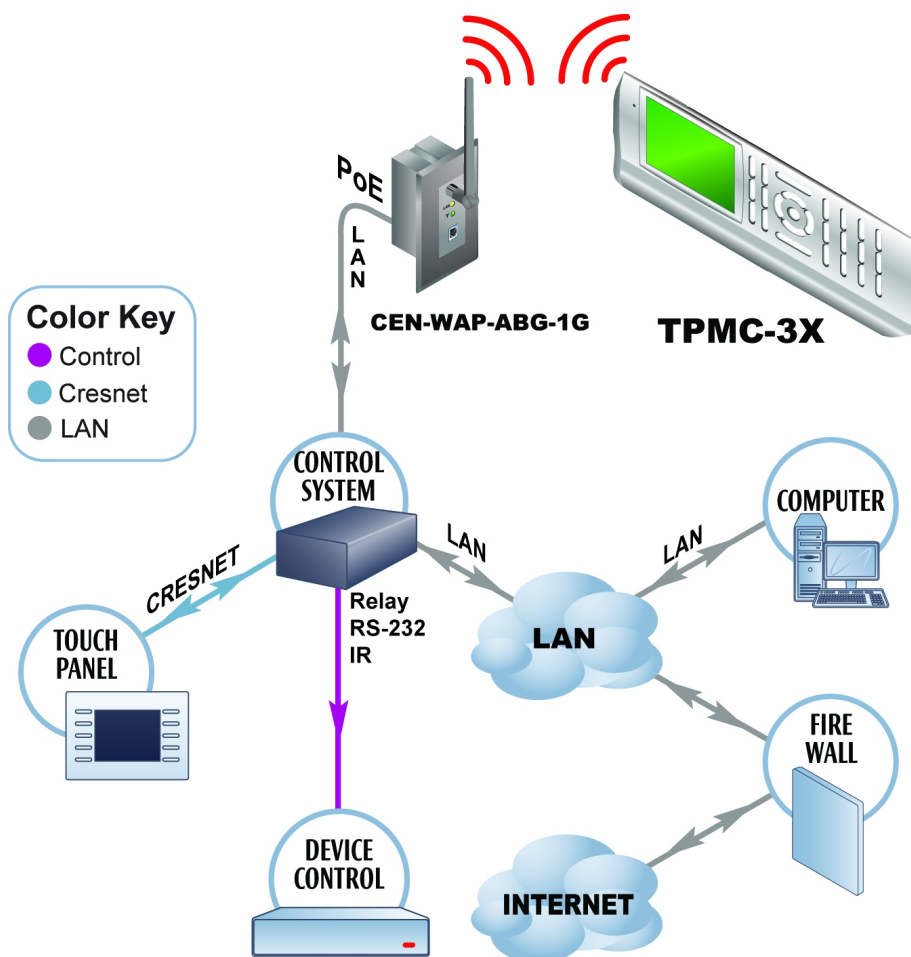 PoE
LAN
CEN-WAP-ABG-1G
TPMC-3X
Color Key
Control
Cresnet
LAN
CONTROL
SYSTEM
COMPUTER
LAN
LAN
CRESNET
Relay
RS-232
IR
LAN
TOUCH
PANEL
FIRE
WALL
DEVICE
CONTROL
INTERNET